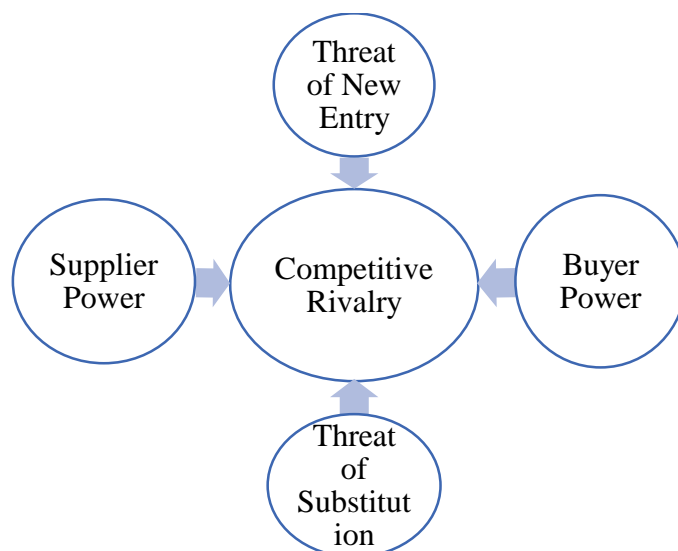 Threat
of New
Entry
Supplier
Power
Competitive
Rivalry
Buyer
Power
Threat
of
Substitut
ion